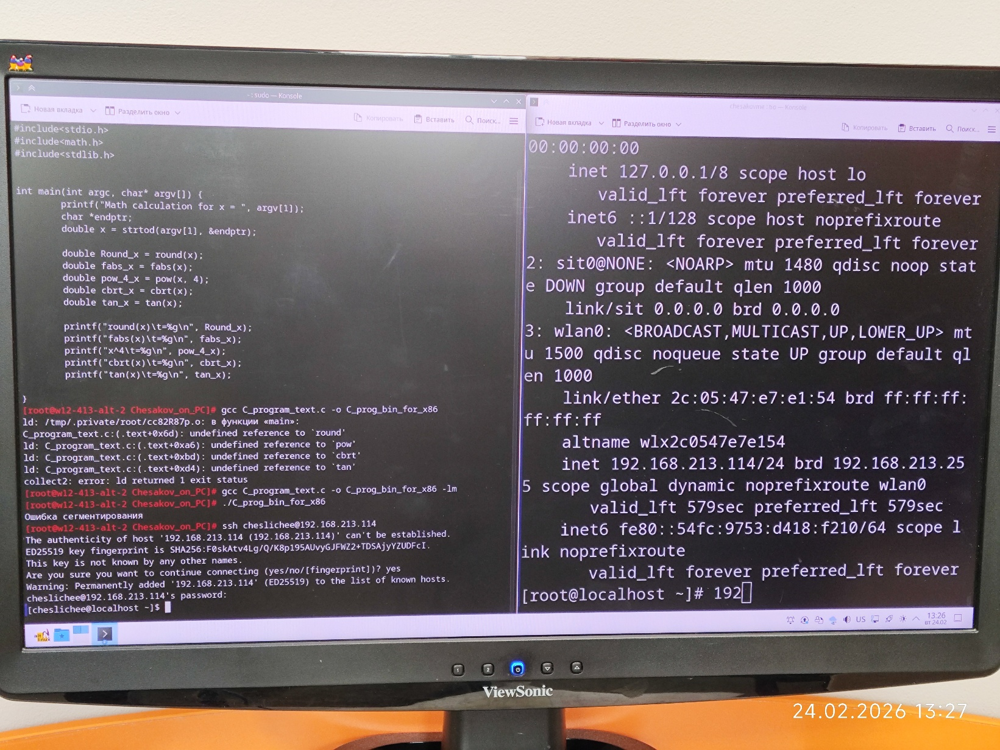 ~ : sudo — Konsole
Новая вкладка
Разделить окно
Копировать
Вставить
Поиск...
#include<stdio.h>
#include<math.h>
#include<stdlib.h>
int main(int argc, char* argv[]) {
printf("Math calculation for x = ", argv[1]);
char *endptr;
double x = strtod(argv[1], &endptr);
double Round_x = round(x);
double fabs_x = fabs(x);
double pow_4_x = pow(x, 4);
double cbrt_x = cbrt(x);
double tan_x = tan(x);
printf("round(x)\t=%g\n", Round_x);
printf("fabs(x)\t=%g\n", fabs_x);
printf("x^4\t=%g\n", pow_4_x);
printf("cbrt(x)\t=%g\n", cbrt_x);
printf("tan(x)\t=%g\n", tan_x);
}
[root@w12-413-alt-2 Chesakov_on_PC]# gcc C_program_text.c -o C_prog_bin_for_x86
ld: /tmp/.private/root/cc82R87p.o: в функции «main»:
C_program_text.c:(.text+0x6d): undefined reference to `round'
ld: C_program_text.c:(.text+0xa6): undefined reference to `pow'
ld: C_program_text.c:(.text+0xbd): undefined reference to `cbrt'
ld: C_program_text.c:(.text+0xd4): undefined reference to `tan'
collect2: error: ld returned 1 exit status
[root@w12-413-alt-2 Chesakov_on_PC]# gcc C_program_text.c -o C_prog_bin_for_x86 -lm
[root@w12-413-alt-2 Chesakov_on_PC]# ./C_prog_bin_for_x86
Ошибка сегментирования
[root@w12-413-alt-2 Chesakov_on_PC]# ssh cheslichee@192.168.213.114
The authenticity of host '192.168.213.114 (192.168.213.114)' can't be established.
ED25519 key fingerprint is SHA256:F0skAtv4Lg/Q/K8p195AUvyGJFWZ2+TDSAjyYZUDFcI.
This key is not known by any other names.
Are you sure you want to continue connecting (yes/no/[fingerprint])? yes
Warning: Permanently added '192.168.213.114' (ED25519) to the list of known hosts.
cheslichee@192.168.213.114's password:
[cheslichee@localhost ~]$
— Konsole
Новая вкладка
Разделить окно
Копировать
Вставить
Поиск...
00:00:00:00
inet 127.0.0.1/8 scope host lo
valid_lft forever preferred_lft forever
inet6 ::1/128 scope host noprefixroute
valid_lft forever preferred_lft forever
2: sit0@NONE: <NOARP> mtu 1480 qdisc noop stat
e DOWN group default qlen 1000
link/sit 0.0.0.0 brd 0.0.0.0
3: wlan0: <BROADCAST,MULTICAST,UP,LOWER_UP> mt
u 1500 qdisc noqueue state UP group default ql
en 1000
link/ether 2c:05:47:e7:e1:54 brd ff:ff:ff:
ff:ff:ff
altname wlx2c0547e7e154
inet 192.168.213.114/24 brd 192.168.213.25
5 scope global dynamic noprefixroute wlan0
valid_lft 579sec preferred_lft 579sec
inet6 fe80::54fc:9753:d418:f210/64 scope l
ink noprefixroute
valid_lft forever preferred_lft forever
[root@localhost ~]# 192
alt
linux
US
13:26
ВТ 24.02
1
2
ViewSonic
24.02.2026 13:27